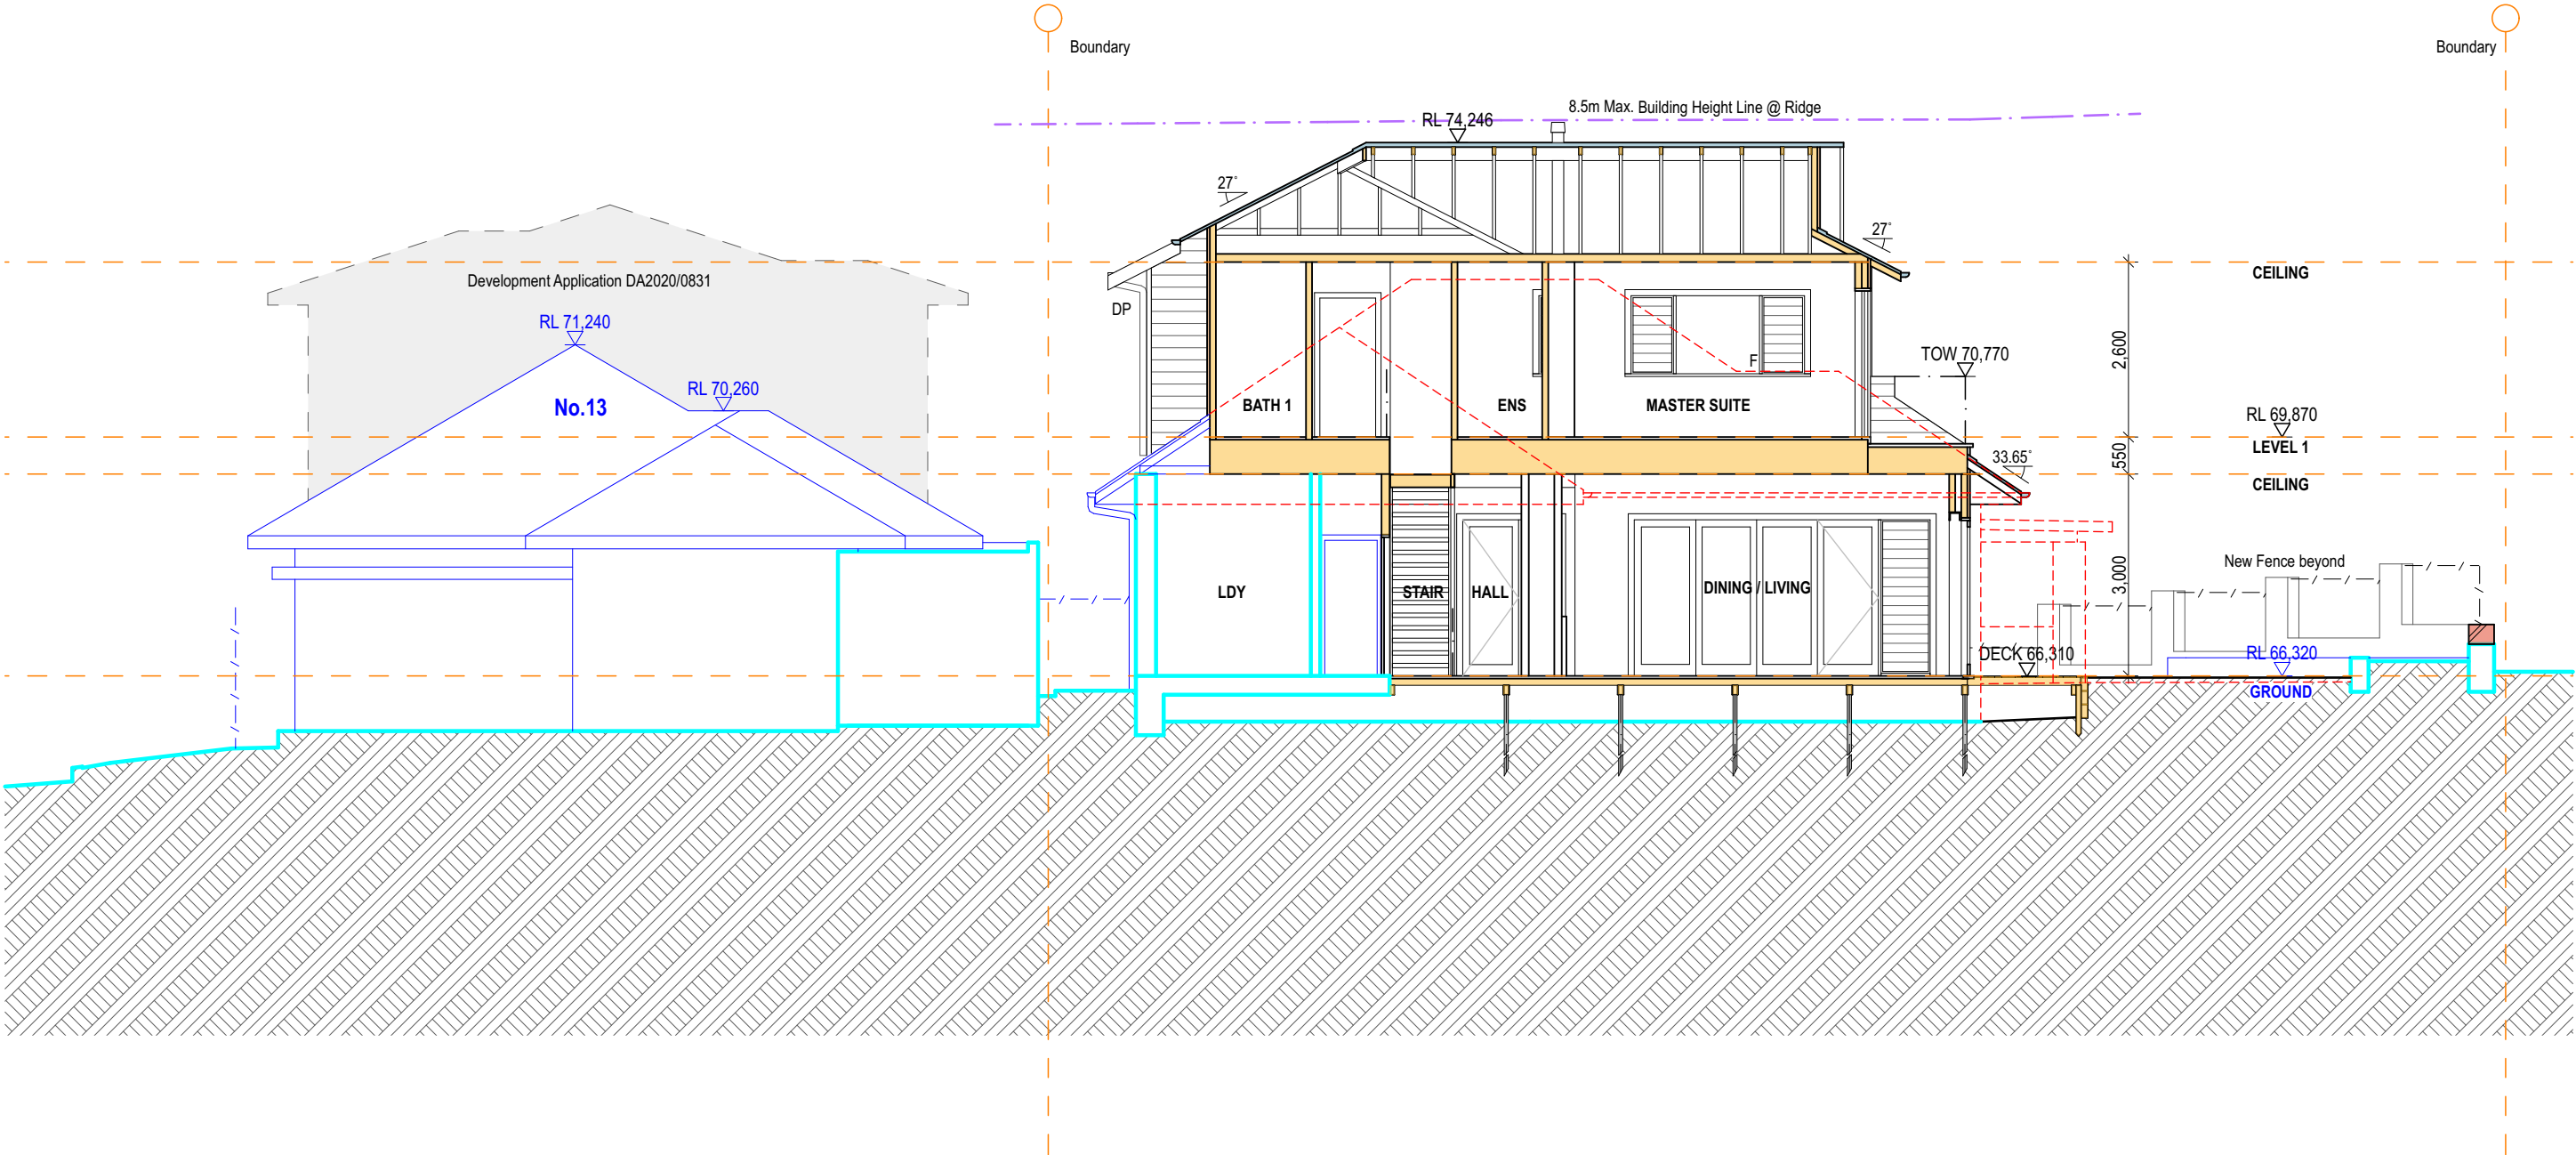 Boundary
Boundary
8.5m Max. Building Height Line @ Ridge
RL 74,246
27°
27°
CEILING
Development Application DA2020/0831
DP
RL 71,240
2,600
TOW 70,770
F
RL 70,260
No.13
BATH 1
ENS
MASTER SUITE
RL 69,870
LEVEL 1
550
33.65°
CEILING
New Fence beyond
3,000
LDY
STAIR
HALL
DINING / LIVING
DECK 66,310
RL 66,320
GROUND